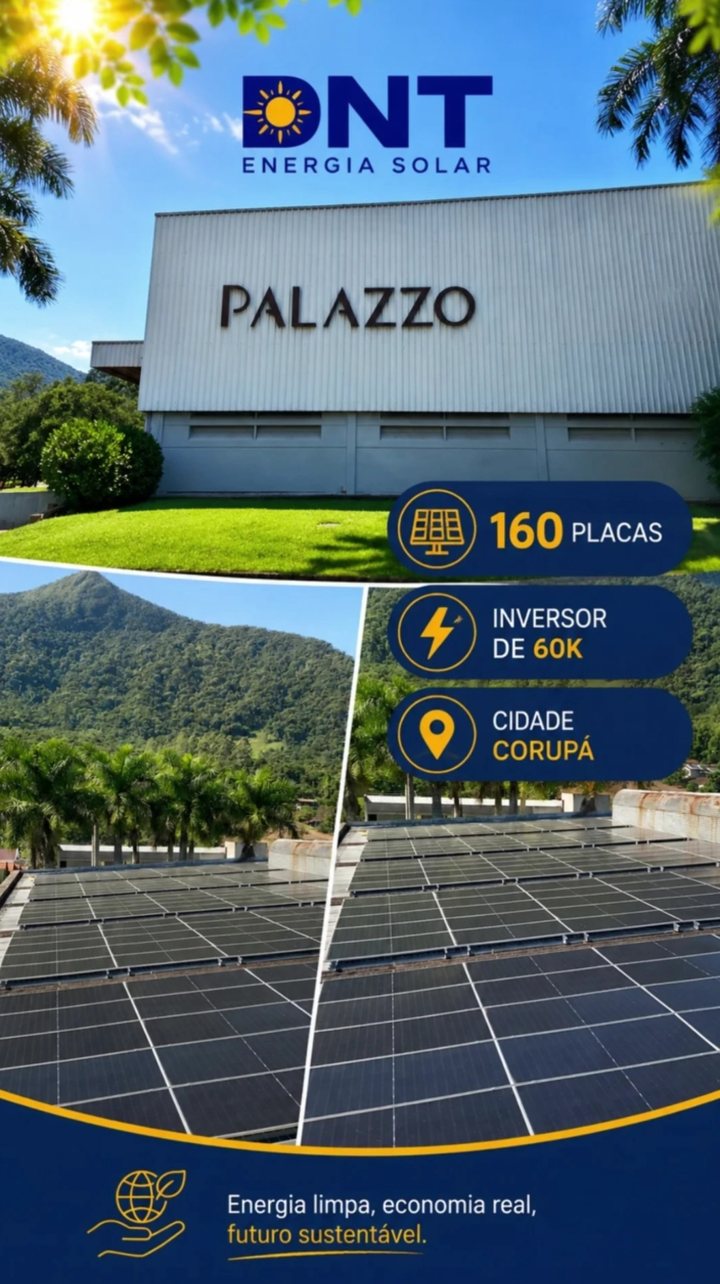 DNT
ENERGIA SOLAR
PALAZZO
160 PLACAS
INVERSOR
DE 60K
CIDADE
CORUPÁ
Energia limpa, economia real,
futuro sustentável.